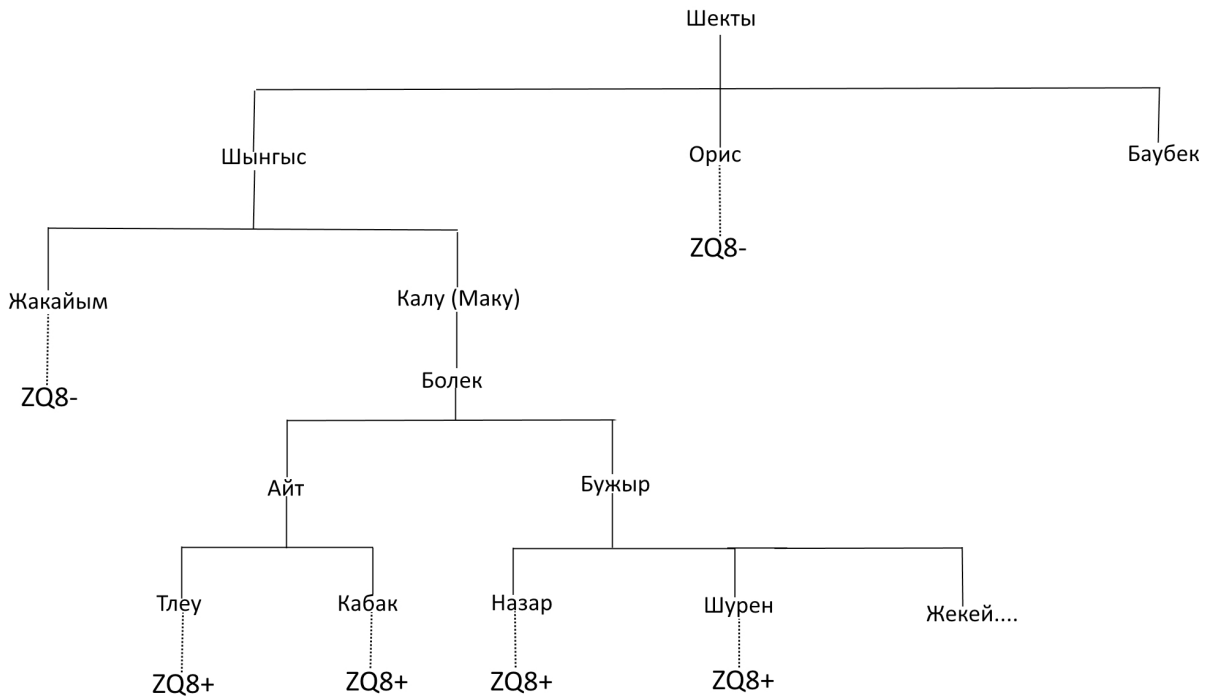 Шекты
Шынгыс
Орис
Баубек
ZQ8-
Жакайым
Калу (Маку)
ZQ8-
Болек
Айт
Бужыр
Тлеу
Кабак
Назар
Шурен
Жекей....
ZQ8+
ZQ8+
ZQ8+
ZQ8+